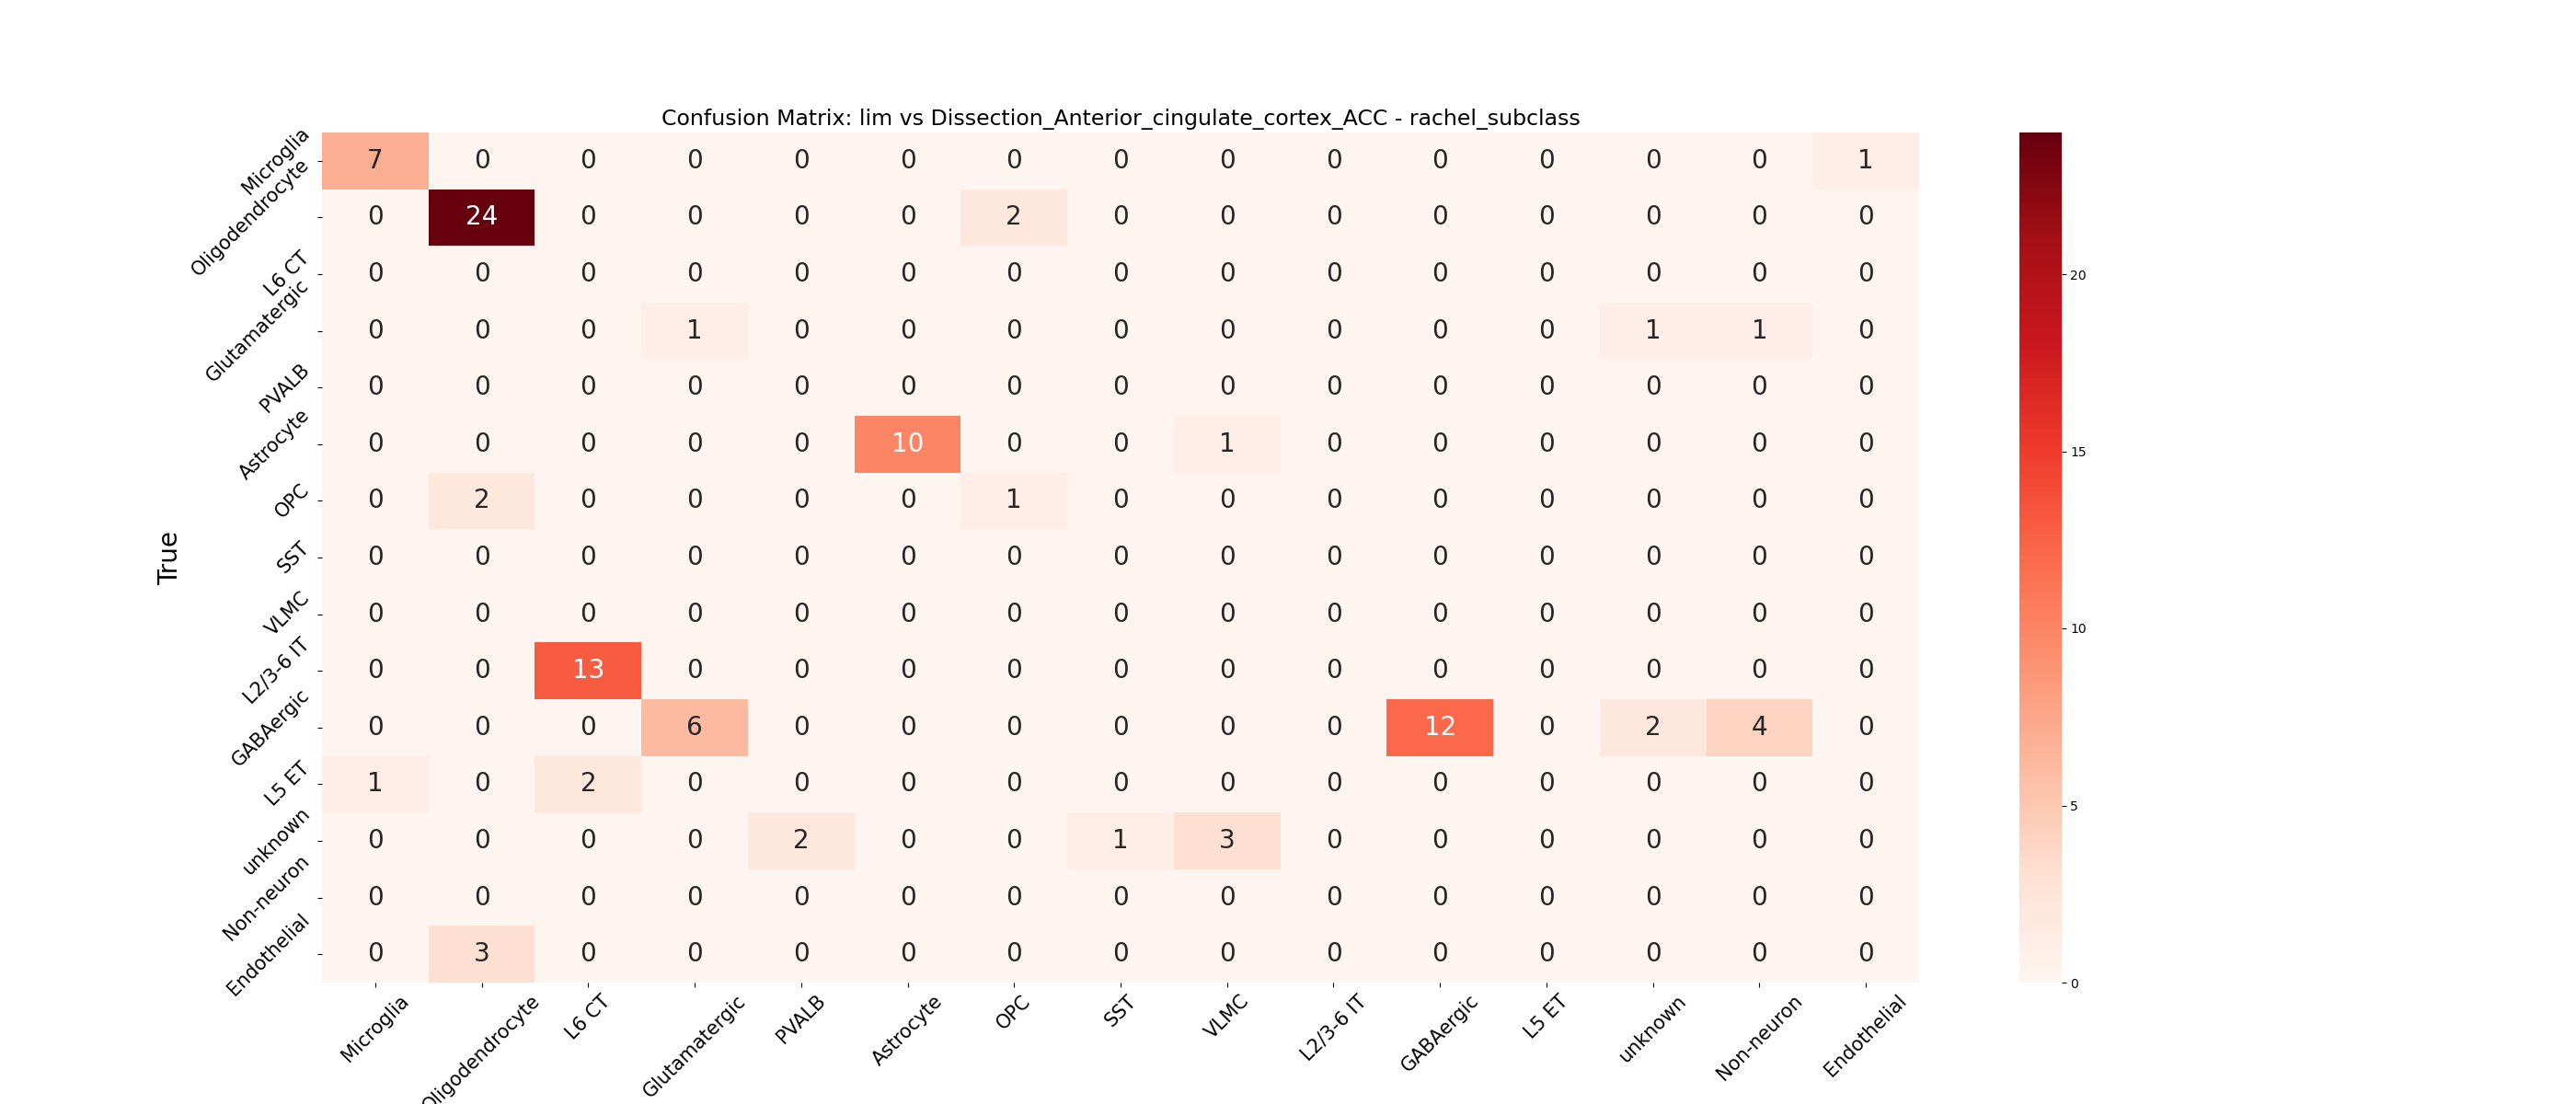 Confusion Matrix: lim vs Dissection_Anterior_cingulate_cortex_ACC - rachel_subclass
True
Microglia 7 0 0 0 0 0 0 0 0 0 0 0 0 0 1
Oligodendrocyte 0 24 0 0 0 0 2 0 0 0 0 0 0 0 0
L6 CT 0 0 0 0 0 0 0 0 0 0 0 0 0 0 0
Glutamatergic 0 0 0 1 0 0 0 0 0 0 0 0 1 1 0
PVALB 0 0 0 0 0 0 0 0 0 0 0 0 0 0 0
Astrocyte 0 0 0 0 0 10 0 0 1 0 0 0 0 0 0
OPC 0 2 0 0 0 0 1 0 0 0 0 0 0 0 0
SST 0 0 0 0 0 0 0 0 0 0 0 0 0 0 0
VLMC 0 0 0 0 0 0 0 0 0 0 0 0 0 0 0
L2/3-6 IT 0 0 13 0 0 0 0 0 0 0 0 0 0 0 0
GABAergic 0 0 0 6 0 0 0 0 0 0 12 0 2 4 0
L5 ET 1 0 2 0 0 0 0 0 0 0 0 0 0 0 0
unknown 0 0 0 0 2 0 0 1 3 0 0 0 0 0 0
Non-neuron 0 0 0 0 0 0 0 0 0 0 0 0 0 0 0
Endothelial 0 3 0 0 0 0 0 0 0 0 0 0 0 0 0
Microglia Oligodendrocyte L6 CT Glutamatergic PVALB Astrocyte OPC SST VLMC L2/3-6 IT GABAergic L5 ET unknown Non-neuron Endothelial
20
15
10
5
0